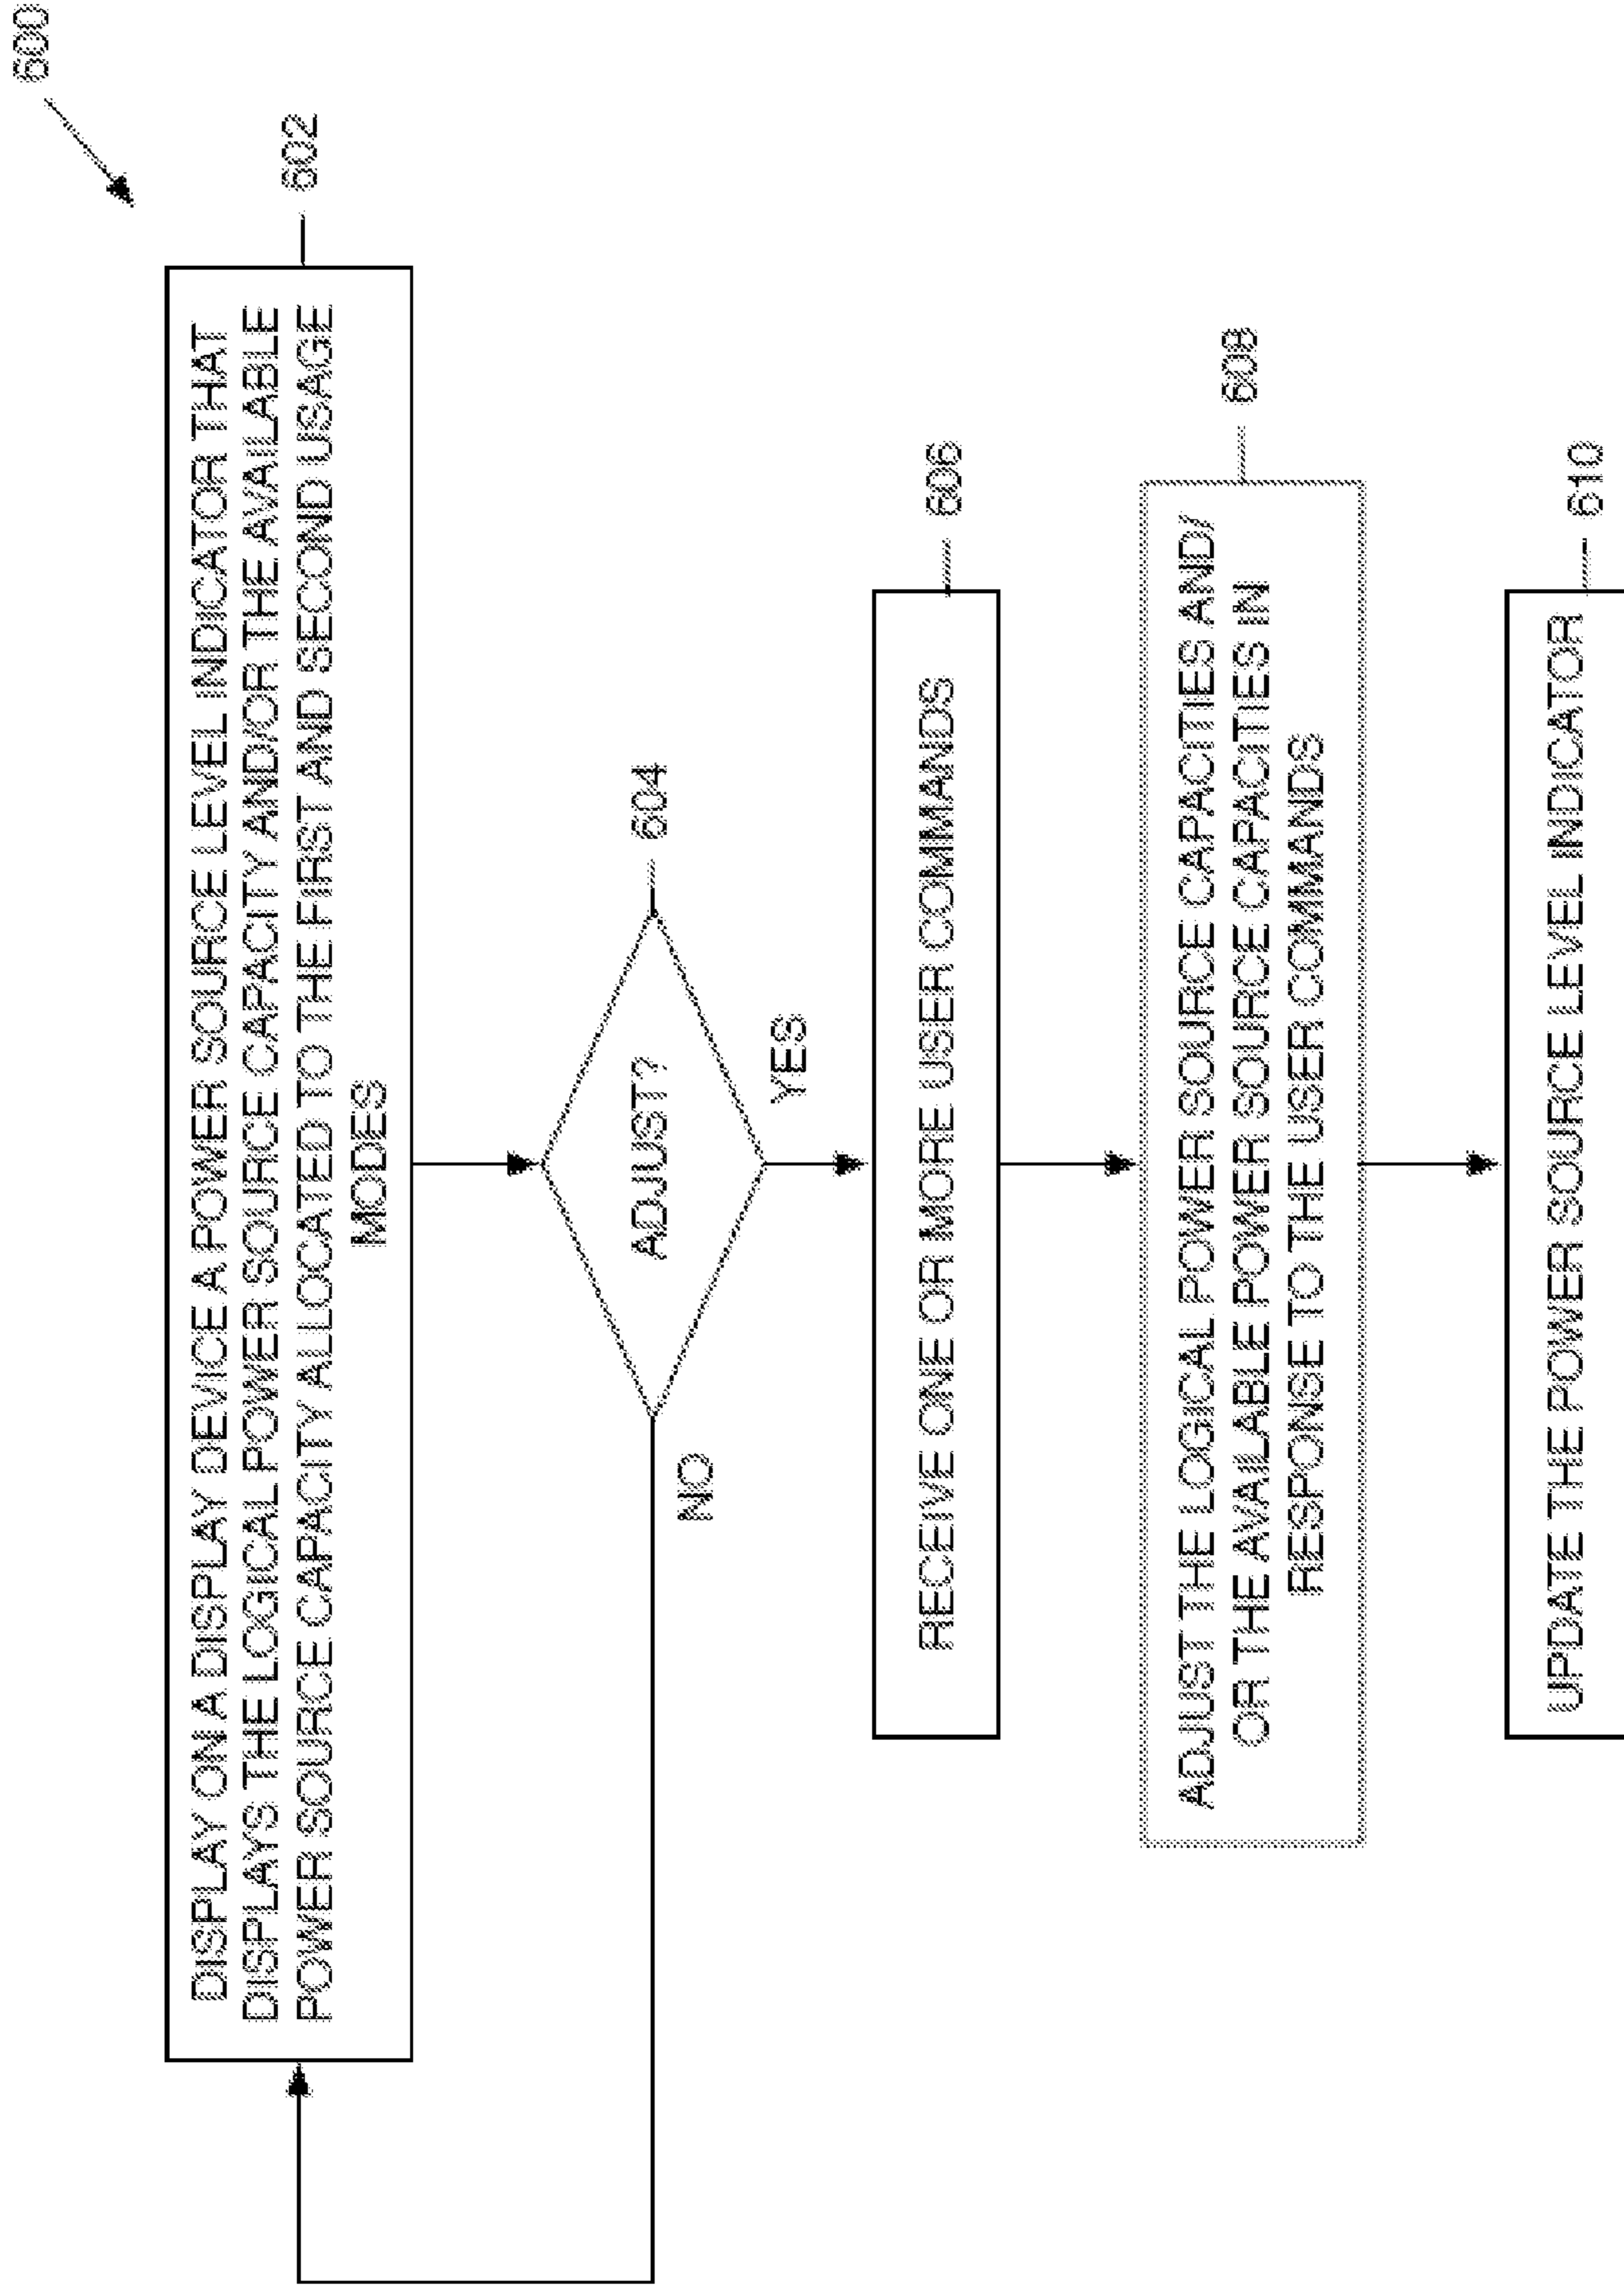 600
DISPLAY ON A DISPLAY DEVICE A POWER SOURCE LEVEL INDICATOR THAT
DISPLAYS THE LOGICAL POWER SOURCE CAPACITY AND/OR THE AVAILABLE
POWER SOURCE CAPACITY ALLOCATED TO THE FIRST AND SECOND USAGE
MODES
602
ADJUST?
604
NO
YES
RECEIVE ONE OR MORE USER COMMANDS
606
ADJUST THE LOGICAL POWER SOURCE CAPACITIES AND/
OR THE AVAILABLE POWER SOURCE CAPACITIES IN
RESPONSE TO THE USER COMMANDS
608
UPDATE THE POWER SOURCE LEVEL INDICATOR
610